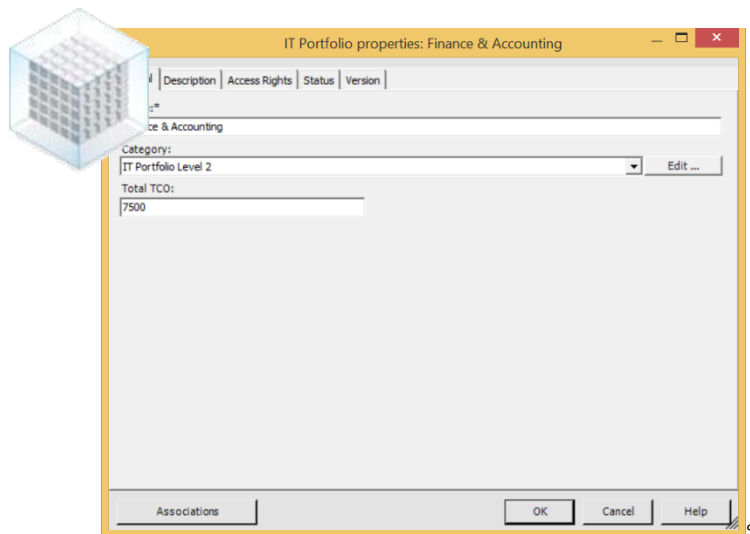 IT Portfolio properties: Finance & Accounting
Description Access Rights Status Version
:*
& Accounting
Category:
IT Portfolio Level 2
Edit ...
Total TCO:
7500
Associations OK Cancel Help